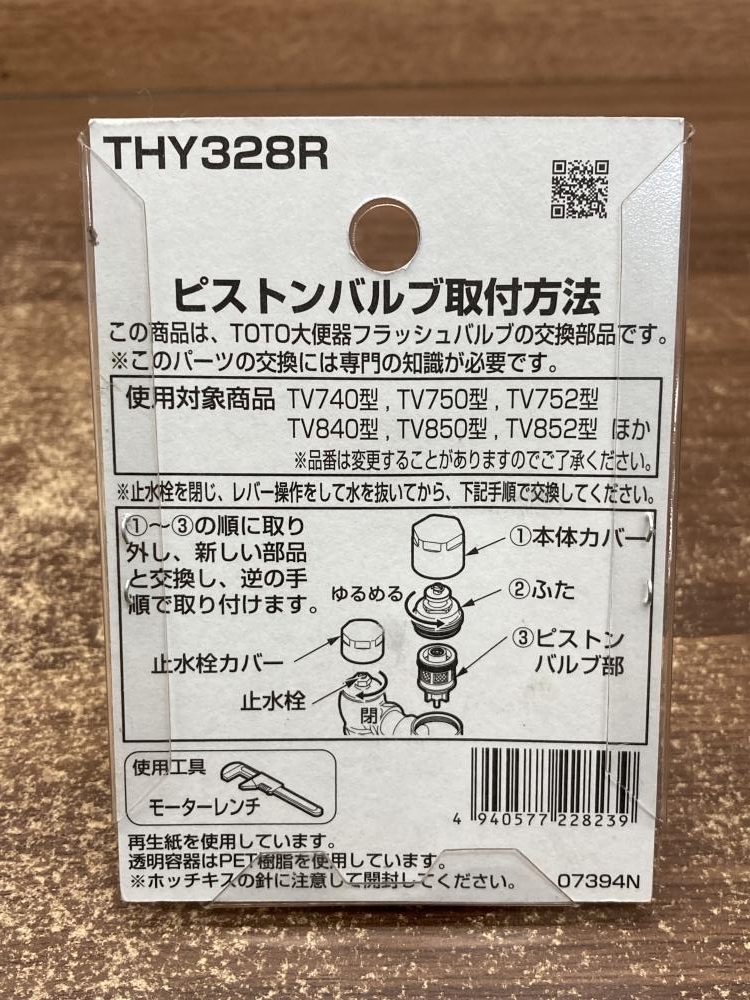 THY328R
ピストンバルブ取付方法
この商品は、TOTO大便器フラッシュバルブの交換部品です。
※このパーツの交換には専門の知識が必要です。
使用対象商品 TV740型, TV750型, TV752型
TV840型, TV850型, TV852型 ほか
※品番は変更することがありますのでご了承ください。
※止水栓を閉じ、レバー操作をして水を抜いてから、下記手順で交換してください。
①〜③の順に取り
外し、新しい部品
と交換し、逆の手
順で取り付けます。
①本体カバー
ゆるめる
②ふた
③ピストン
バルブ部
止水栓カバー
止水栓
閉
使用工具
モーターレンチ
4 940577 228239
再生紙を使用しています。
透明容器はPET樹脂を使用しています。
※ホッチキスの針に注意して開封してください。
07394N